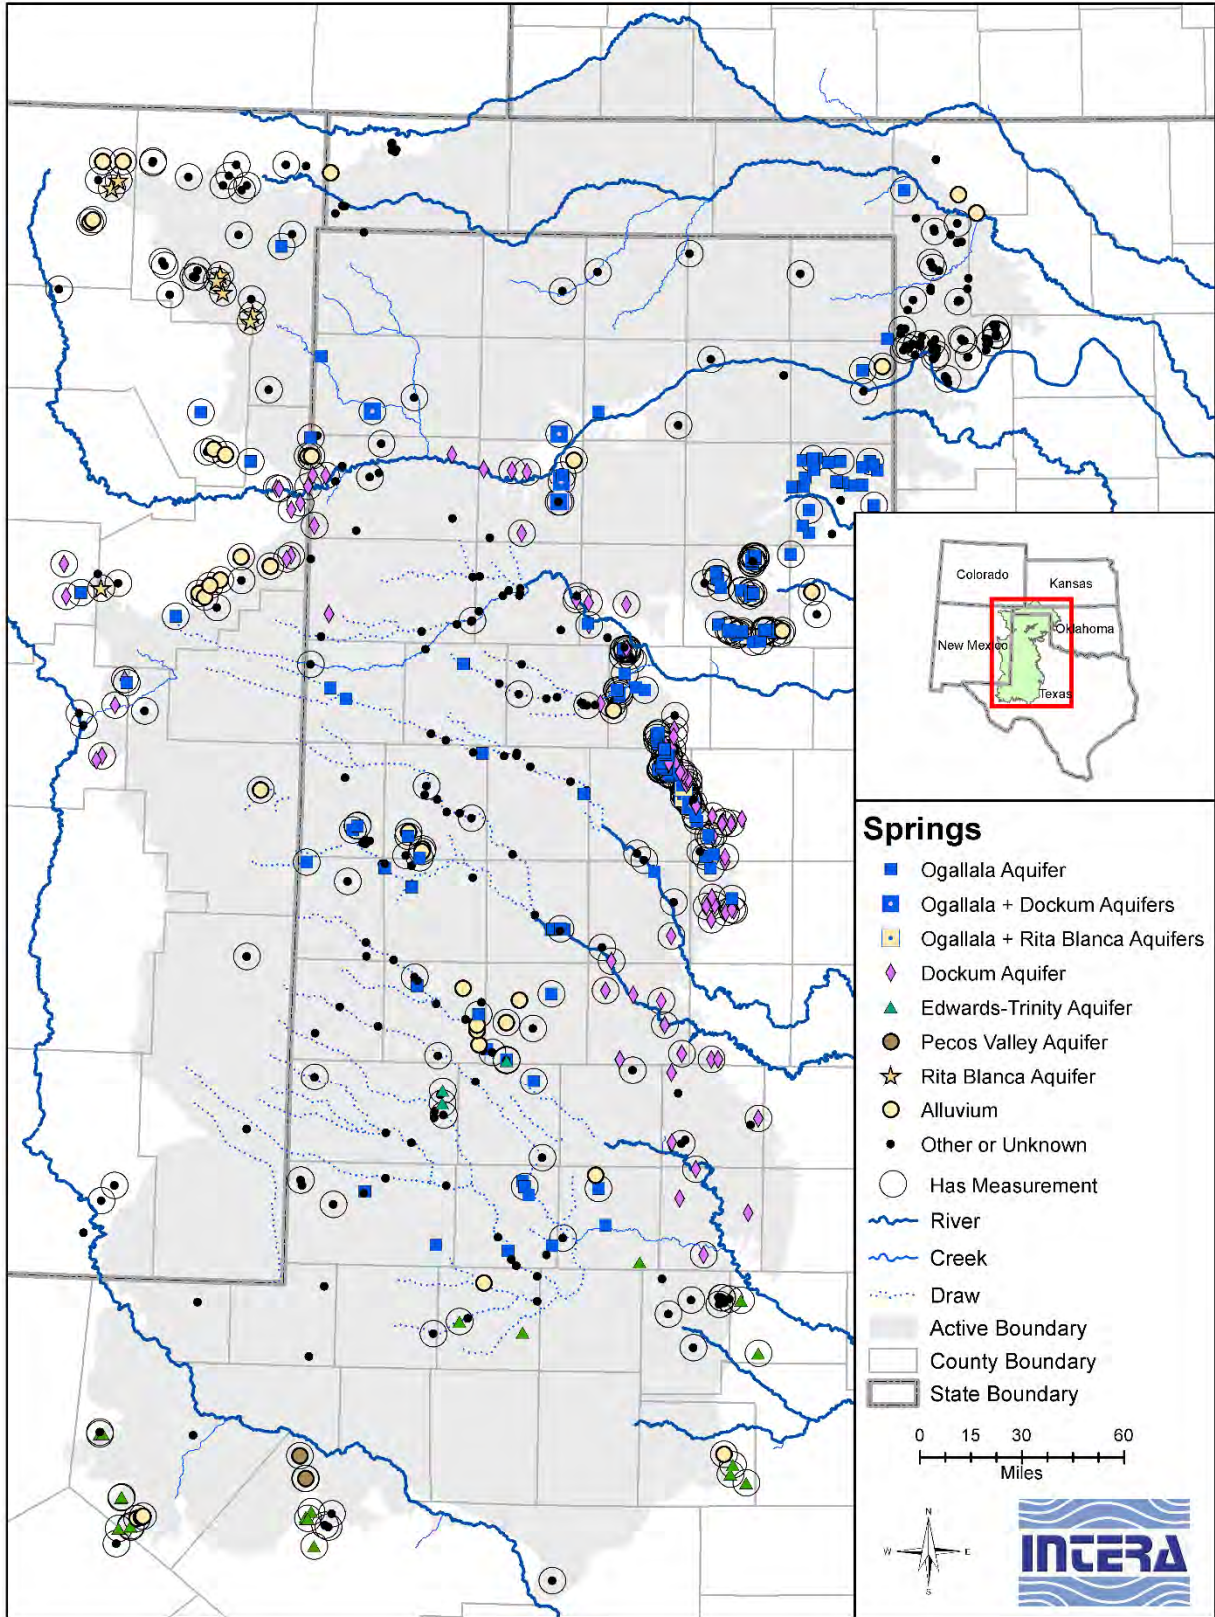 Colorado
Kansas
New Mexico
Oklahoma
Texas
Springs
Ogallala Aquifer
Ogallala + Dockum Aquifers
Ogallala + Rita Blanca Aquifers
Dockum Aquifer
Edwards-Trinity Aquifer
Pecos Valley Aquifer
Rita Blanca Aquifer
Alluvium
Other or Unknown
Has Measurement
River
Creek
Draw
Active Boundary
County Boundary
State Boundary
0 15 30 60
Miles
N
W E
S
INTERA